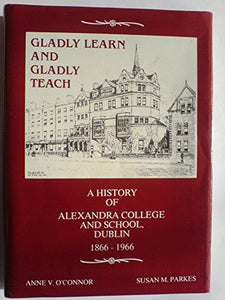 GLADLY LEARN
AND
GLADLY
TEACH
A HISTORY
OF
ALEXANDRA COLLEGE
AND SCHOOL,
DUBLIN
1866 - 1966
ANNE V. O'CONNOR
SUSAN M. PARKES